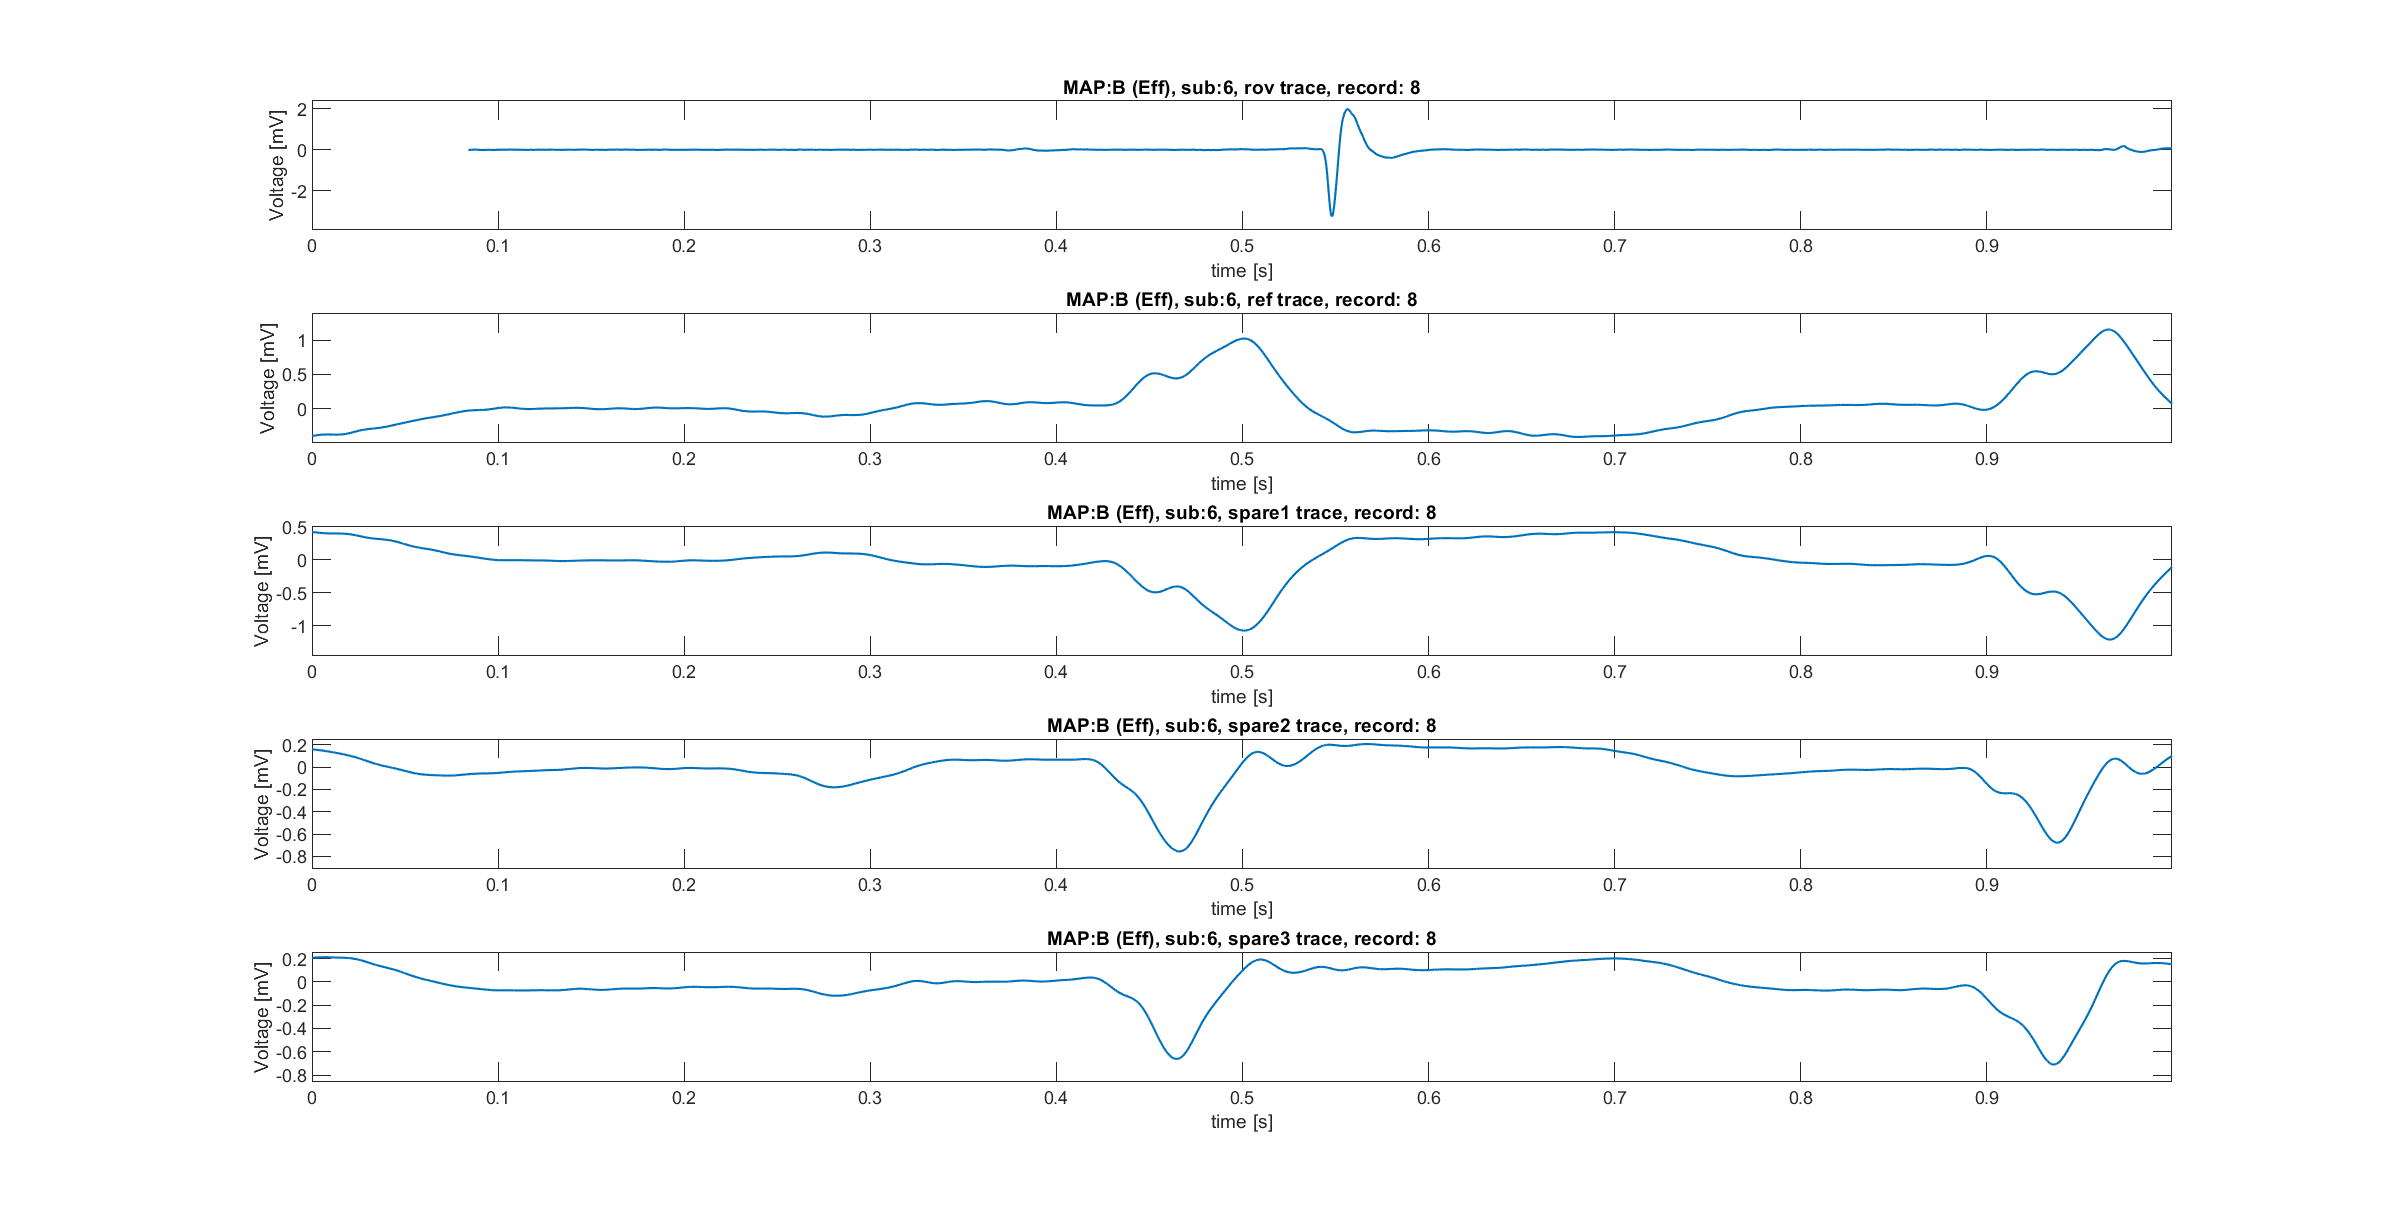 MAP:B (Eff), sub:6, rov trace, record: 8
Voltage [mV]
2
0
-2
0 0.1 0.2 0.3 0.4 0.5 0.6 0.7 0.8 0.9
time [s]
MAP:B (Eff), sub:6, ref trace, record: 8
Voltage [mV]
1
0.5
0
0 0.1 0.2 0.3 0.4 0.5 0.6 0.7 0.8 0.9
time [s]
MAP:B (Eff), sub:6, spare1 trace, record: 8
Voltage [mV]
0.5
0
-0.5
-1
0 0.1 0.2 0.3 0.4 0.5 0.6 0.7 0.8 0.9
time [s]
MAP:B (Eff), sub:6, spare2 trace, record: 8
Voltage [mV]
0.2
0
-0.2
-0.4
-0.6
-0.8
0 0.1 0.2 0.3 0.4 0.5 0.6 0.7 0.8 0.9
time [s]
MAP:B (Eff), sub:6, spare3 trace, record: 8
Voltage [mV]
0.2
0
-0.2
-0.4
-0.6
-0.8
0 0.1 0.2 0.3 0.4 0.5 0.6 0.7 0.8 0.9
time [s]